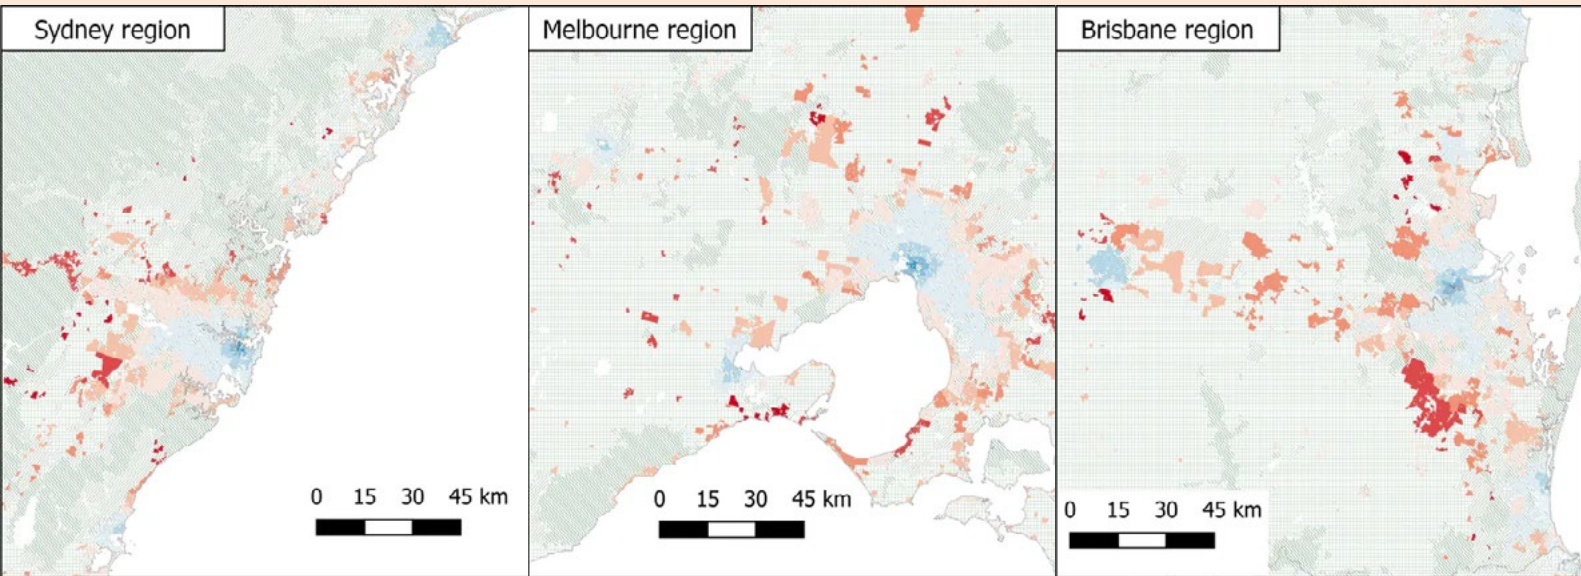 Sydney region
0 15 30 45 km
Melbourne region
0 15 30 45 km
Brisbane region
0 15 30 45 km